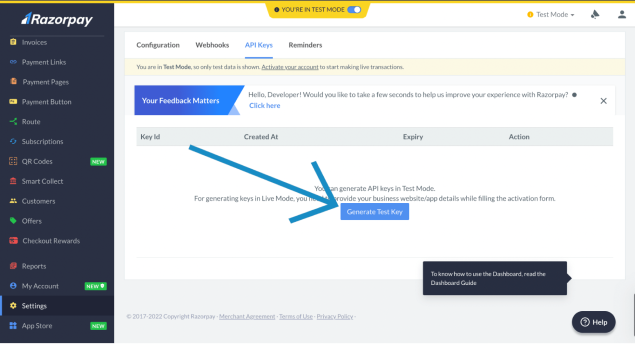 YOU'RE IN TEST MODE
Razorpay
Test Mode
Invoices
Payment Links
Payment Pages
Payment Button
Route
Subscriptions
QR Codes NEW
Smart Collect
Customers
Offers
Checkout Rewards
Reports
My Account NEW
Settings
App Store NEW
Configuration Webhooks API Keys Reminders
You are in Test Mode, so only test data is shown. Activate your account to start making live transactions.
Your Feedback Matters
Hello, Developer! Would you like to take a few seconds to help us improve your experience with Razorpay?
Click here
Key Id Created At Expiry Action
can generate API keys in Test Mode.
For generating keys in Live Mode, you provide your business website/app details while filling the activation form.
Generate Test Key
To know how to use the Dashboard, read the
Dashboard Guide
© 2017-2022 Copyright Razorpay · Merchant Agreement · Terms of Use · Privacy Policy ·
Help